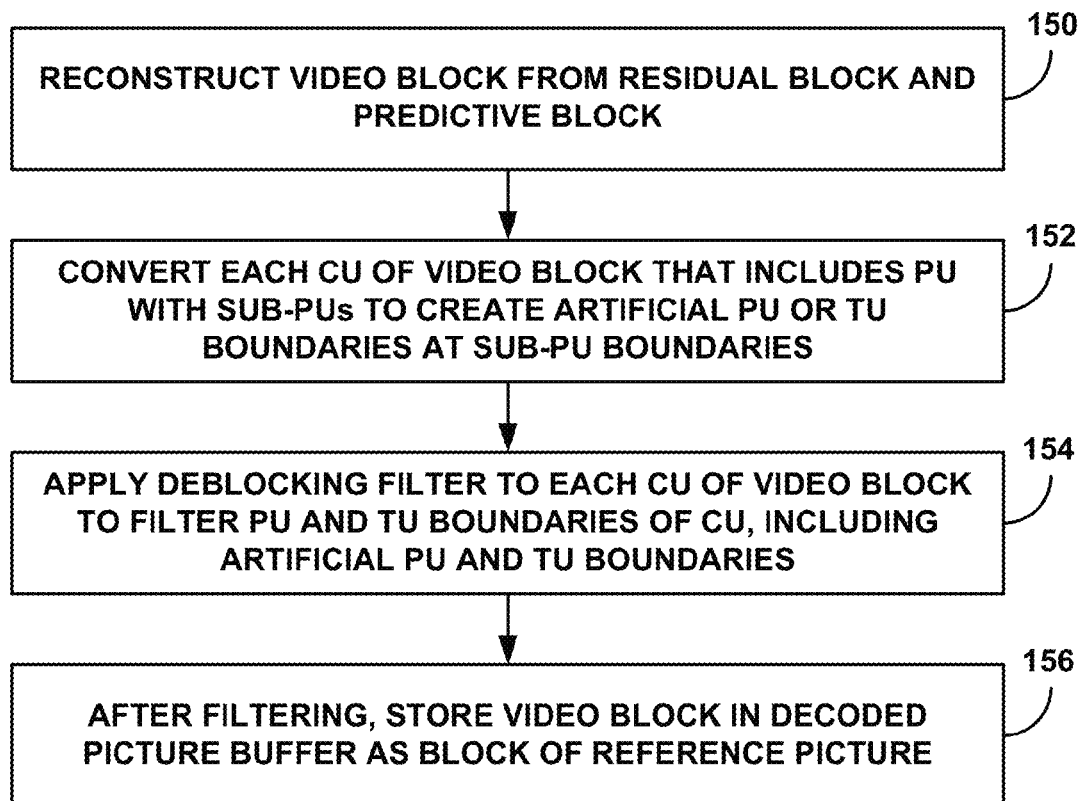 150
RECONSTRUCT VIDEO BLOCK FROM RESIDUAL BLOCK AND
PREDICTIVE BLOCK
152
CONVERT EACH CU OF VIDEO BLOCK THAT INCLUDES PU
WITH SUB-PUs TO CREATE ARTIFICIAL PU OR TU
BOUNDARIES AT SUB-PU BOUNDARIES
154
APPLY DEBLOCKING FILTER TO EACH CU OF VIDEO BLOCK
TO FILTER PU AND TU BOUNDARIES OF CU, INCLUDING
ARTIFICIAL PU AND TU BOUNDARIES
156
AFTER FILTERING, STORE VIDEO BLOCK IN DECODED
PICTURE BUFFER AS BLOCK OF REFERENCE PICTURE